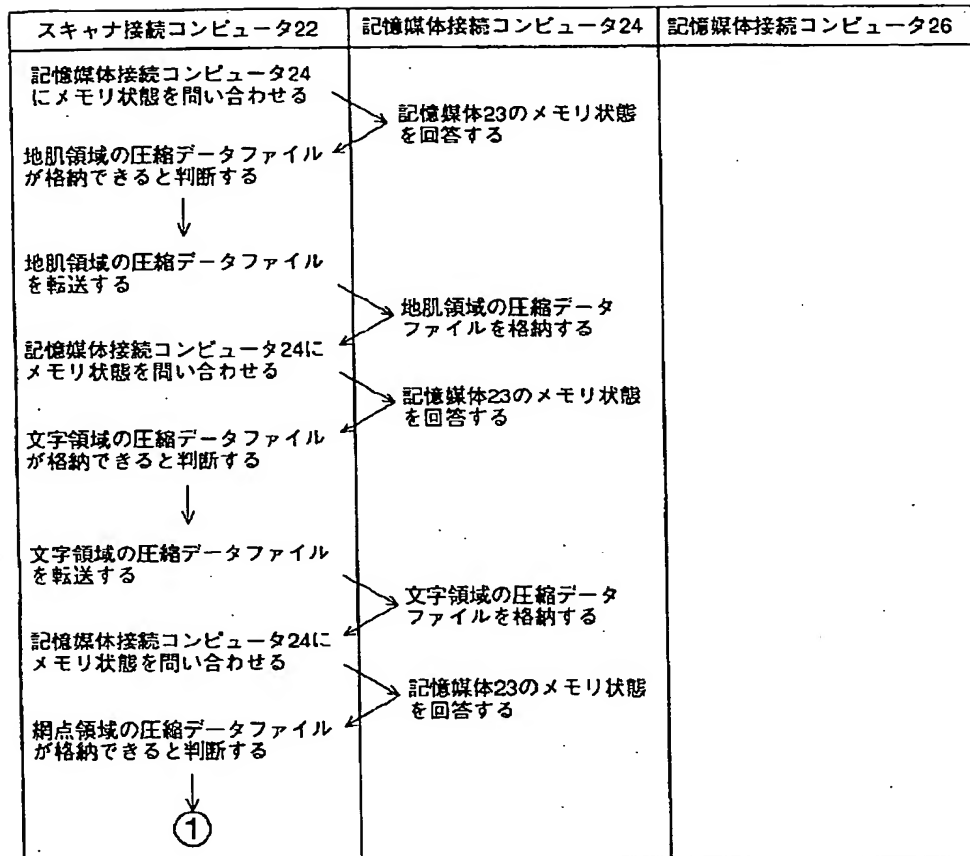 スキャナ接続コンピュータ22
記憶媒体接続コンピュータ24
記憶媒体接続コンピュータ26
記憶媒体接続コンピュータ24
にメモリ状態を問い合わせる
記憶媒体23のメモリ状態
を回答する
地肌領域の圧縮データファイル
が格納できると判断する
地肌領域の圧縮データファイル
を転送する
地肌領域の圧縮データ
ファイルを格納する
記憶媒体接続コンピュータ24に
メモリ状態を問い合わせる
記憶媒体23のメモリ状態
を回答する
文字領域の圧縮データファイル
が格納できると判断する
文字領域の圧縮データファイル
を転送する
文字領域の圧縮データ
ファイルを格納する
記憶媒体接続コンピュータ24に
メモリ状態を問い合わせる
記憶媒体23のメモリ状態
を回答する
網点領域の圧縮データファイル
が格納できると判断する
①